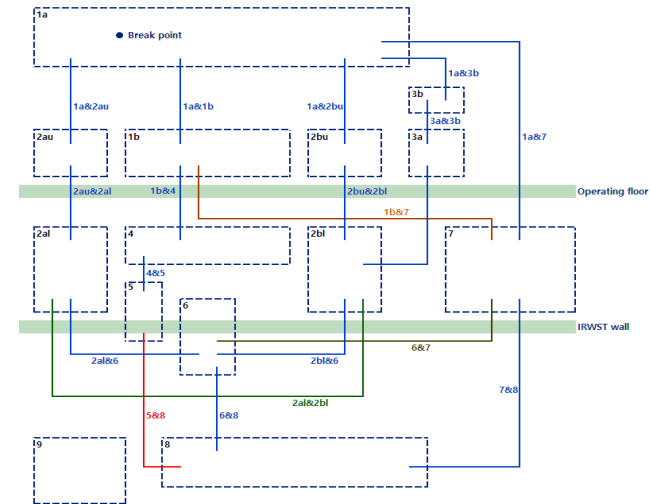 1a
Break point
1a&3b
3b
1a&2au
1a&1b
1a&2bu
3a&3b
2au
1b
2bu
3a
1a&7
2au&2al
1b&4
2bu&2bl
Operating floor
1b&7
2al
4
2bl
7
4&5
5
6
IRWST wall
6&7
2al&6
2bl&6
7&8
2al&2bl
5&8
6&8
9
8